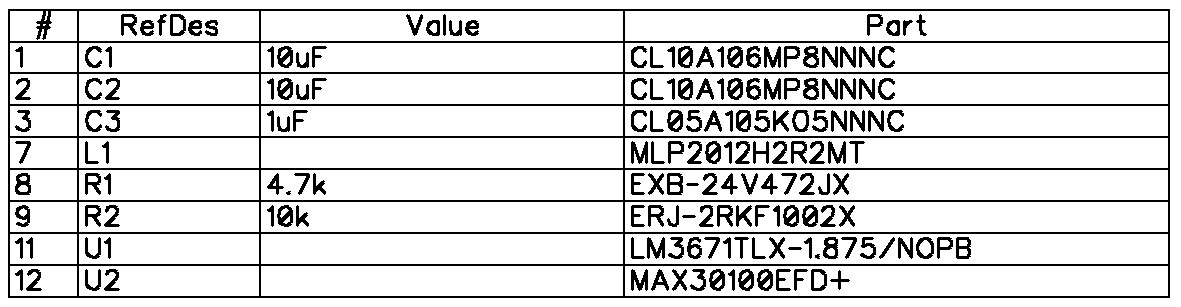 # RefDes Value Part
1 C1 10uF CL10A106MP8NNNC
2 C2 10uF CL10A106MP8NNNC
3 C3 1uF CL05A105KO5NNNC
7 L1 MLP2012H2R2MT
8 R1 4.7k EXB-24V472JX
9 R2 10k ERJ-2RKF1002X
11 U1 LM3671TLX-1.875/NOPB
12 U2 MAX30100EFD+